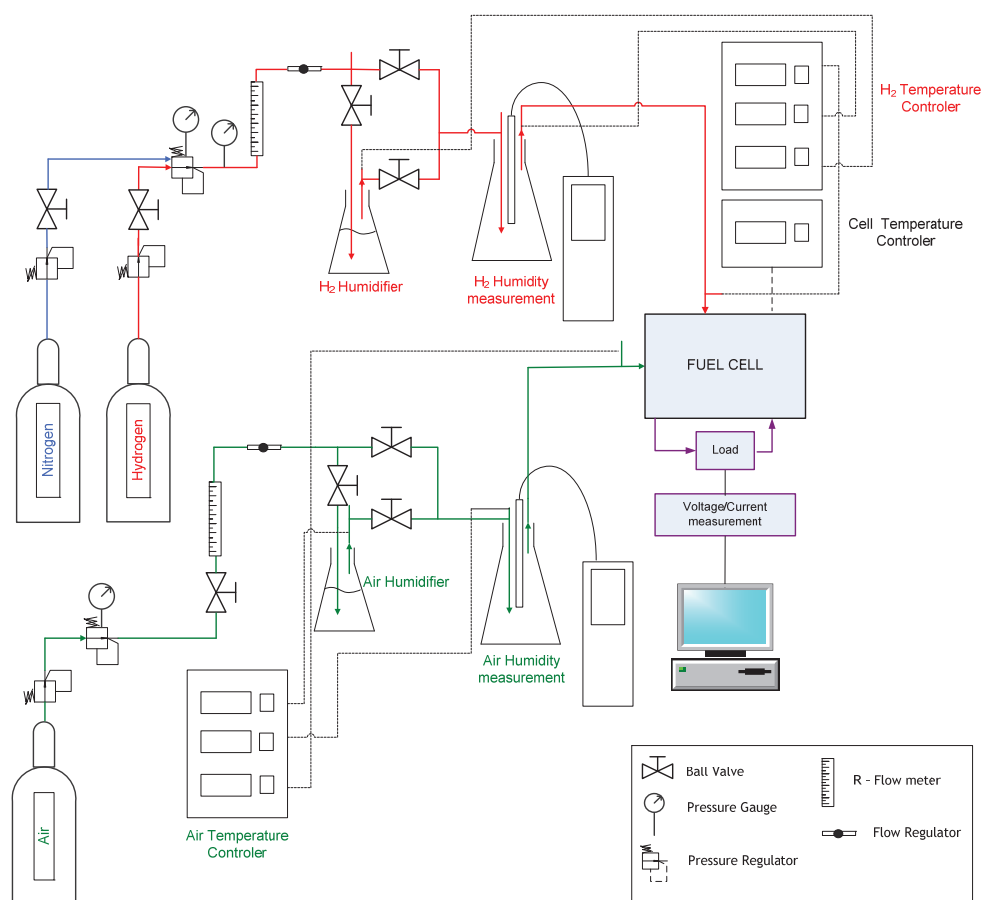 H2 Temperature
Controler
Cell Temperature
Controler
H2 Humidifier
H2 Humidity
measurement
FUEL CELL
Nitrogen
Hydrogen
Load
Voltage/Current
measurement
Air Humidifier
Air Humidity
measurement
Air
Air Temperature
Controler
Ball Valve
Pressure Gauge
Pressure Regulator
R - Flow meter
Flow Regulator